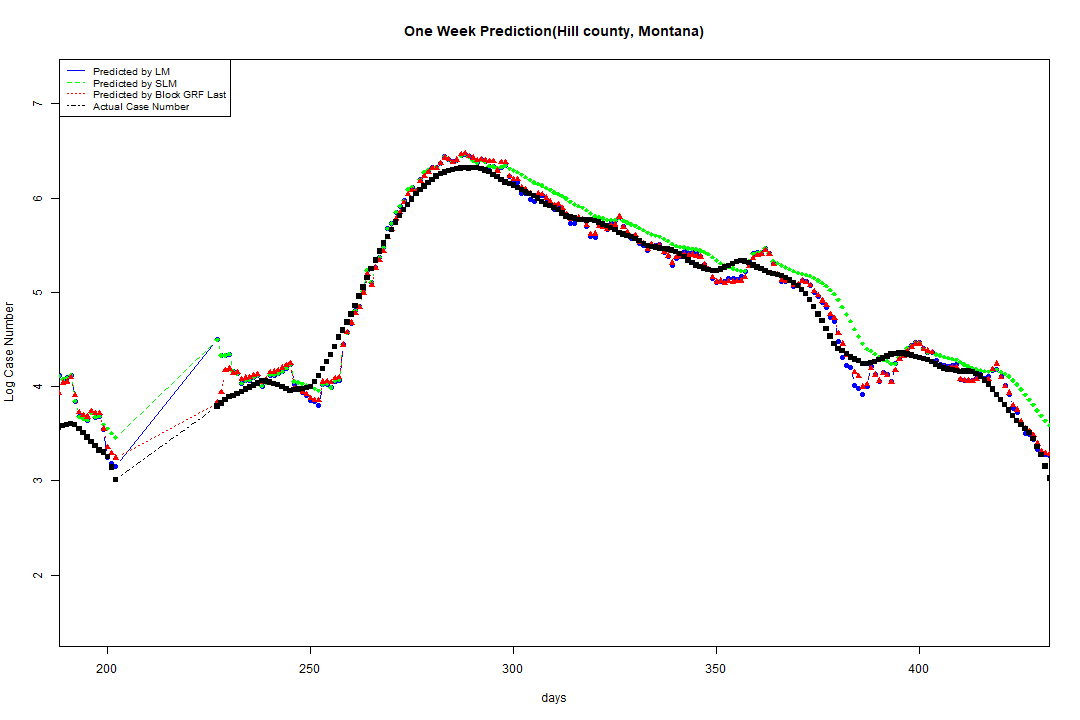 One Week Prediction(Hill county, Montana)
Predicted by LM
Predicted by SLM
Predicted by Block GRF Last
Actual Case Number
7
6
5
4
3
2
Log Case Number
200 250 300 350 400
days